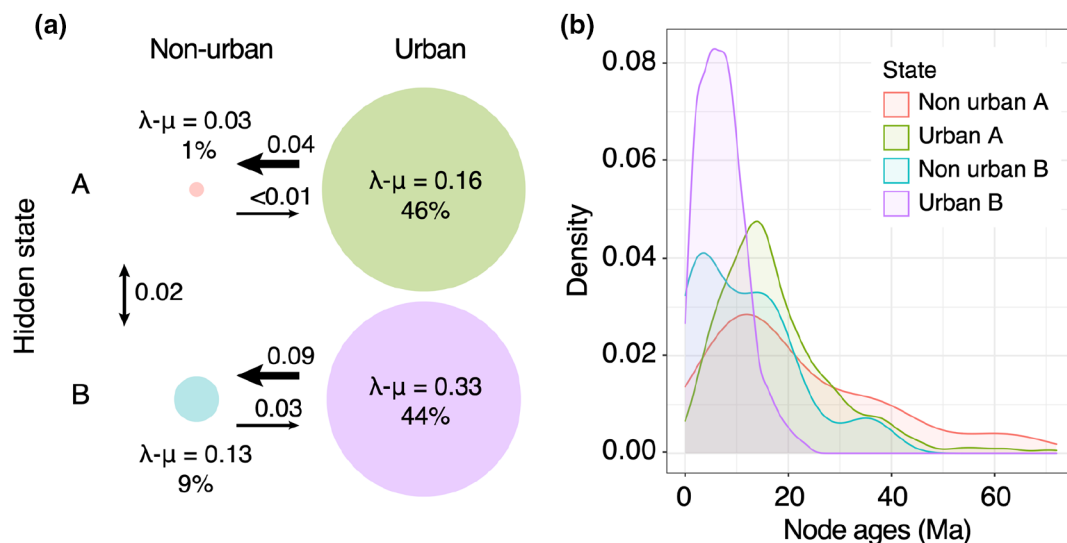 (a)
Non-urban
Urban
λ-μ = 0.03
1%
0.04
<0.01
A
λ-μ = 0.16
46%
Hidden state
0.02
0.09
0.03
B
λ-μ = 0.33
44%
λ-μ = 0.13
9%
(b)
State
Non urban A
Urban A
Non urban B
Urban B
Density
0.08
0.06
0.04
0.02
0.00
0
20
40
60
Node ages (Ma)